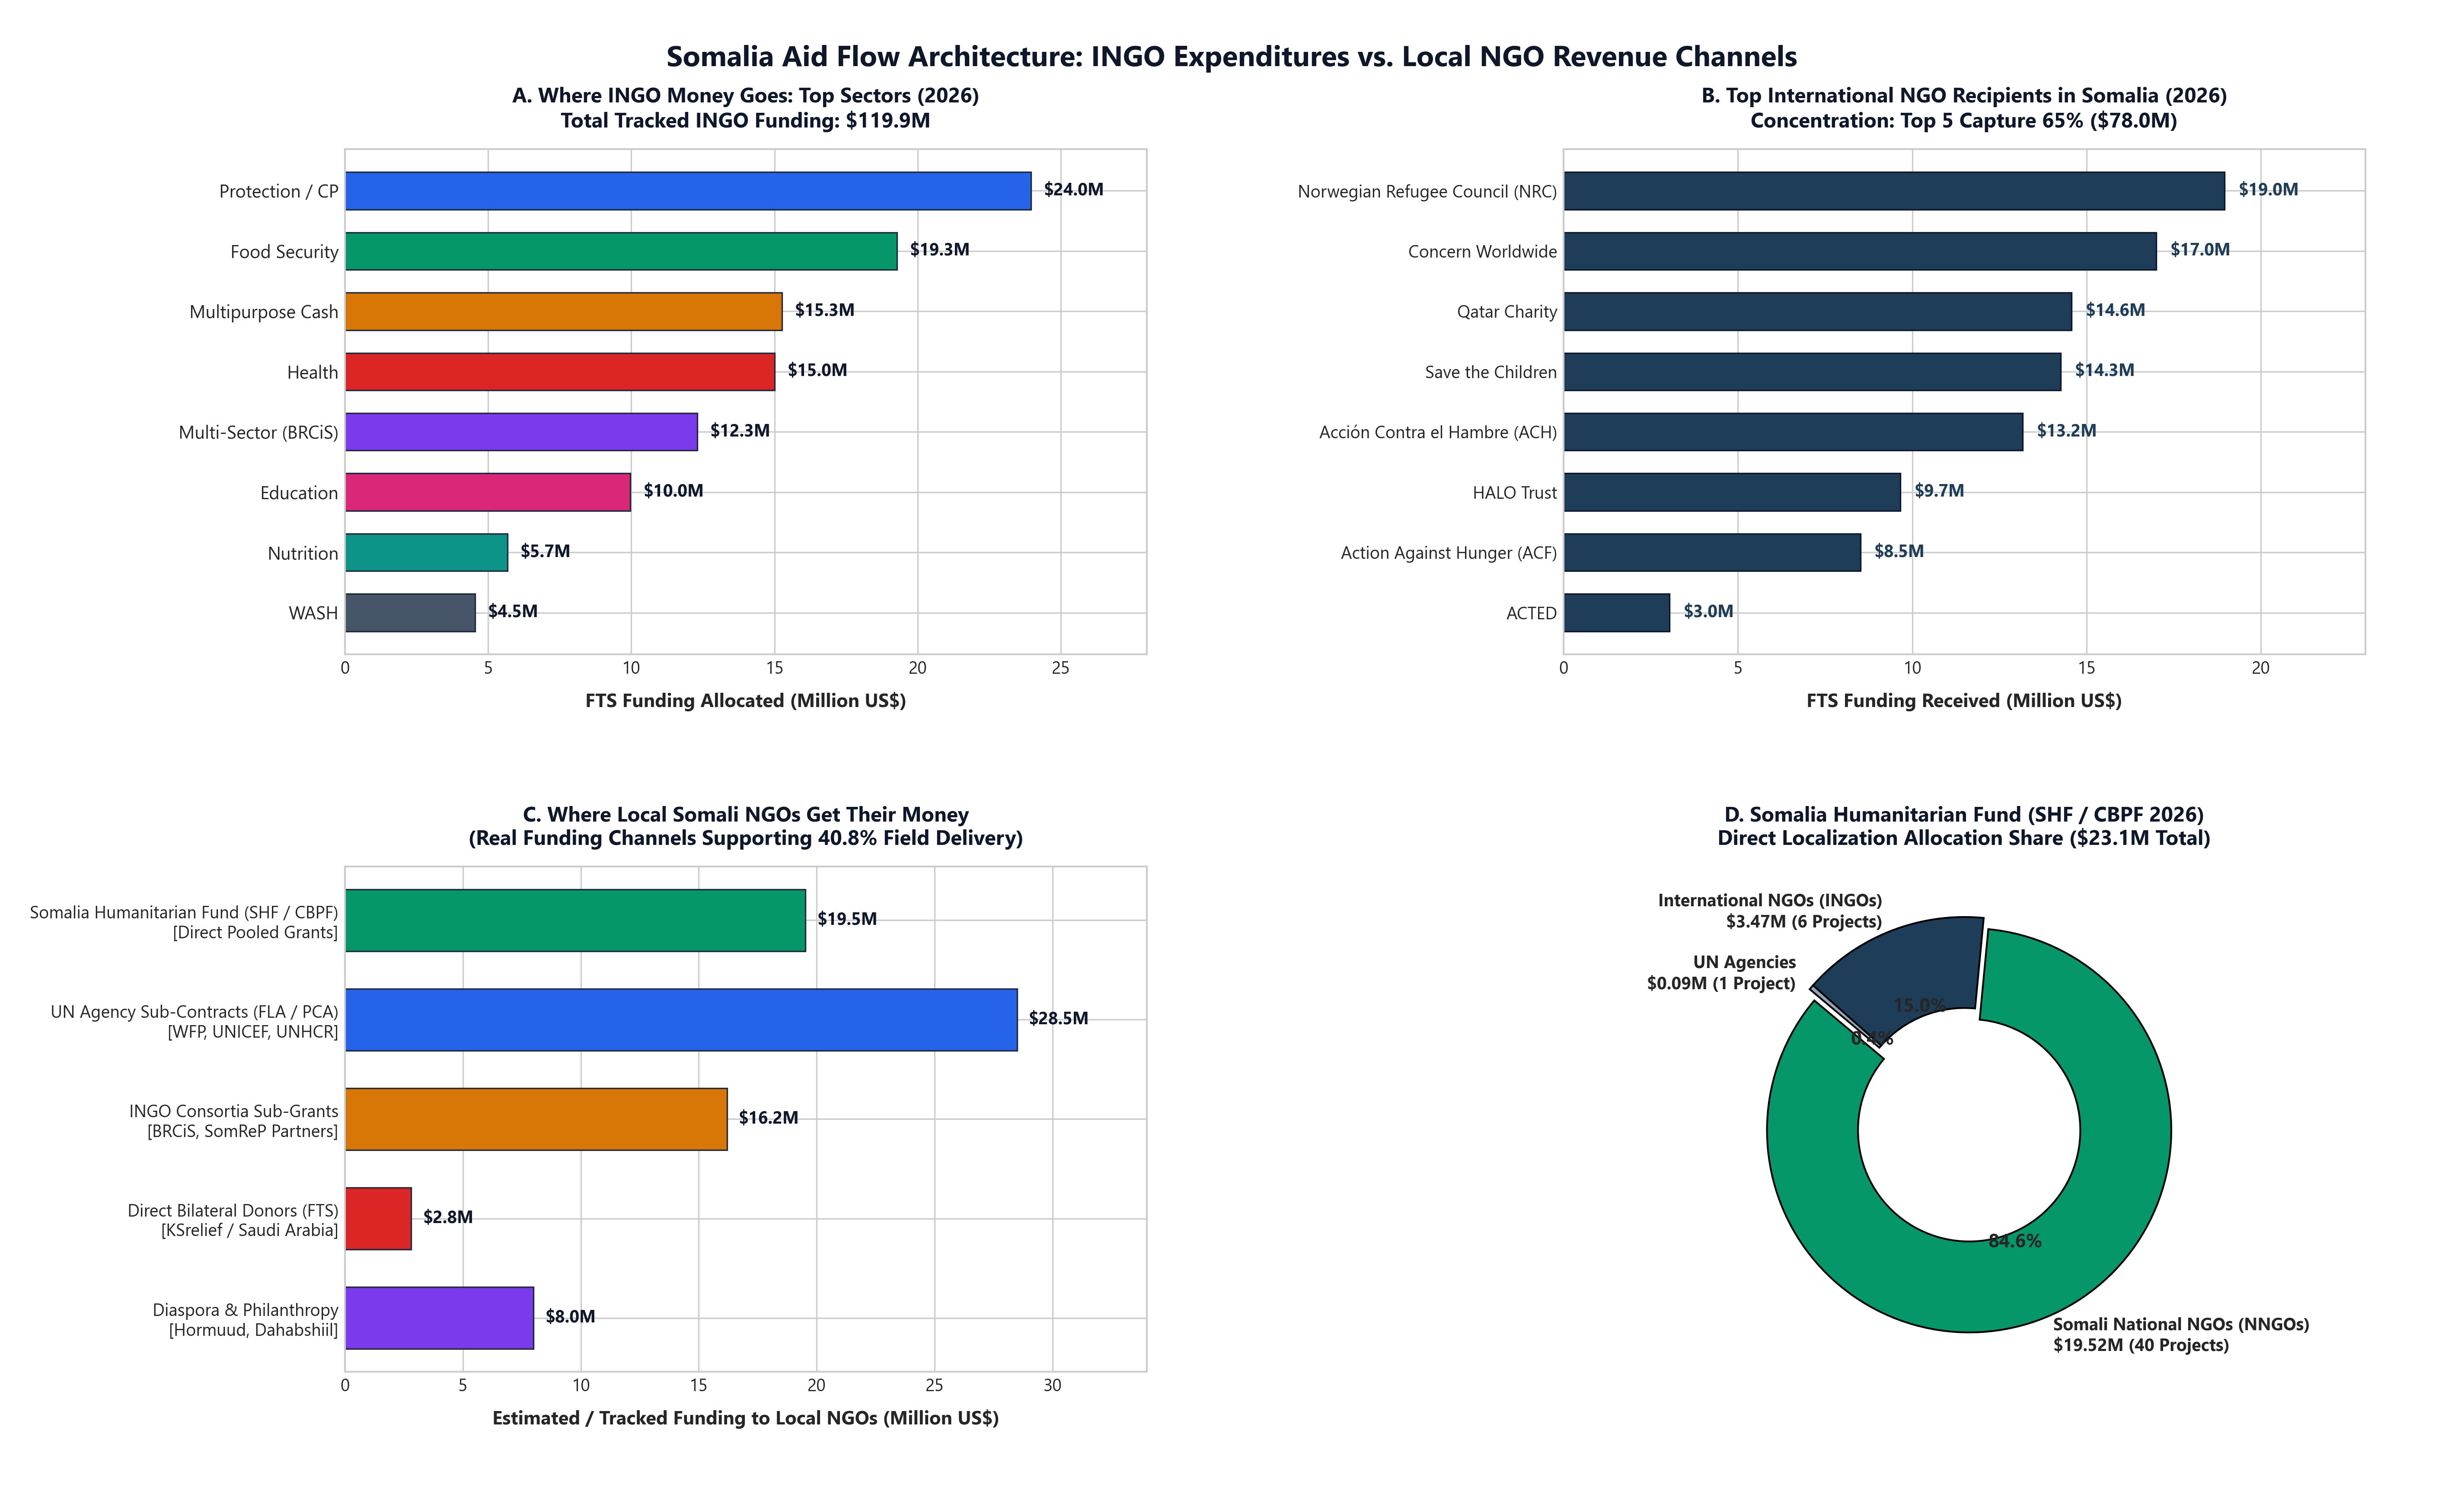 Somalia Aid Flow Architecture: INGO Expenditures vs. Local NGO Revenue Channels
A. Where INGO Money Goes: Top Sectors (2026)
Total Tracked INGO Funding: $119.9M
Protection / CP
$24.0M
Food Security
$19.3M
Multipurpose Cash
$15.3M
Health
$15.0M
Multi-Sector (BRCiS)
$12.3M
Education
$10.0M
Nutrition
$5.7M
WASH
$4.5M
0 5 10 15 20 25
FTS Funding Allocated (Million US$)
B. Top International NGO Recipients in Somalia (2026)
Concentration: Top 5 Capture 65% ($78.0M)
Norwegian Refugee Council (NRC)
$19.0M
Concern Worldwide
$17.0M
Qatar Charity
$14.6M
Save the Children
$14.3M
Acción Contra el Hambre (ACH)
$13.2M
HALO Trust
$9.7M
Action Against Hunger (ACF)
$8.5M
ACTED
$3.0M
0 5 10 15 20
FTS Funding Received (Million US$)
C. Where Local Somali NGOs Get Their Money
(Real Funding Channels Supporting 40.8% Field Delivery)
Somalia Humanitarian Fund (SHF / CBPF)
[Direct Pooled Grants]
$19.5M
UN Agency Sub-Contracts (FLA / PCA)
[WFP, UNICEF, UNHCR]
$28.5M
INGO Consortia Sub-Grants
[BRCiS, SomReP Partners]
$16.2M
Direct Bilateral Donors (FTS)
[KSrelief / Saudi Arabia]
$2.8M
Diaspora & Philanthropy
[Hormuud, Dahabshiil]
$8.0M
0 5 10 15 20 25 30
Estimated / Tracked Funding to Local NGOs (Million US$)
D. Somalia Humanitarian Fund (SHF / CBPF 2026)
Direct Localization Allocation Share ($23.1M Total)
International NGOs (INGOs)
$3.47M (6 Projects)
UN Agencies
$0.09M (1 Project)
15.0%
0.4%
84.6%
Somali National NGOs (NNGOs)
$19.52M (40 Projects)